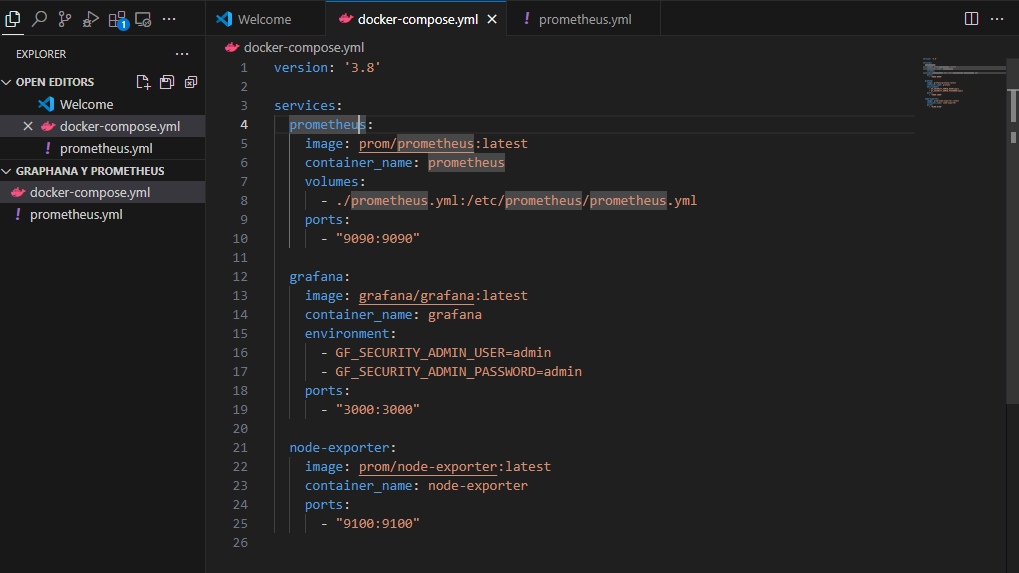 Welcome
docker-compose.yml
prometheus.yml
EXPLORER
OPEN EDITORS
Welcome
docker-compose.yml
prometheus.yml
GRAPHANA Y PROMETHEUS
docker-compose.yml
prometheus.yml
docker-compose.yml
1 version: '3.8'
2
3 services:
4   prometheus:
5     image: prom/prometheus:latest
6     container_name: prometheus
7     volumes:
8       - ./prometheus.yml:/etc/prometheus/prometheus.yml
9     ports:
10       - "9090:9090"
11
12   grafana:
13     image: grafana/grafana:latest
14     container_name: grafana
15     environment:
16       - GF_SECURITY_ADMIN_USER=admin
17       - GF_SECURITY_ADMIN_PASSWORD=admin
18     ports:
19       - "3000:3000"
20
21   node-exporter:
22     image: prom/node-exporter:latest
23     container_name: node-exporter
24     ports:
25       - "9100:9100"
26
1